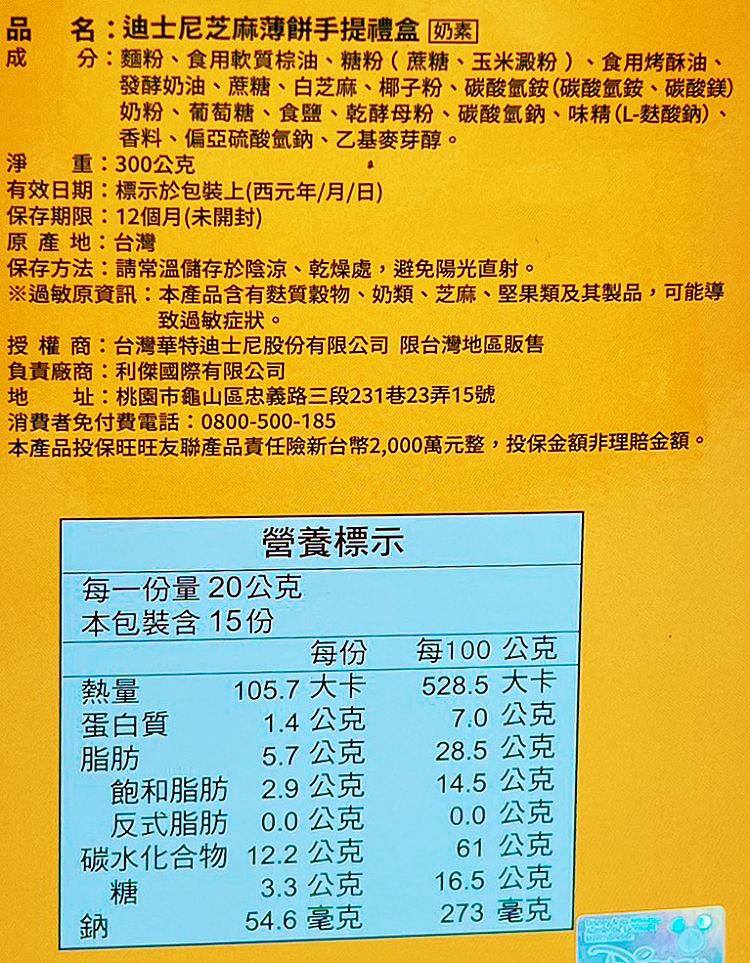 品 名：迪士尼芝麻薄餅手提禮盒 奶素
成 分：麵粉、食用軟質棕油、糖粉（蔗糖、玉米澱粉）、食用烤酥油、
發酵奶油、蔗糖、白芝麻、椰子粉、碳酸氫銨(碳酸氫銨、碳酸鎂)
奶粉、葡萄糖、食鹽、乾酵母粉、碳酸氫鈉、味精(L-麩酸鈉)、
香料、偏亞硫酸氫鈉、乙基麥芽醇。
淨 重：300公克
有效日期：標示於包裝上(西元年/月/日)
保存期限：12個月(未開封)
原 產 地：台灣
保存方法：請常溫儲存於陰涼、乾燥處，避免陽光直射。
※過敏原資訊：本產品含有麩質穀物、奶類、芝麻、堅果類及其製品，可能導
致過敏症狀。
授 權 商：台灣華特迪士尼股份有限公司 限台灣地區販售
負責廠商：利傑國際有限公司
地 址：桃園市龜山區忠義路三段231巷23弄15號
消費者免付費電話：0800-500-185
本產品投保旺旺友聯產品責任險新台幣2,000萬元整，投保金額非理賠金額。
營養標示
每一份量 20公克
本包裝含 15份
每份 每100 公克
熱量 105.7 大卡 528.5 大卡
蛋白質 1.4 公克 7.0 公克
脂肪 5.7 公克 28.5 公克
飽和脂肪 2.9 公克 14.5 公克
反式脂肪 0.0 公克 0.0 公克
碳水化合物 12.2 公克 61 公克
糖 3.3 公克 16.5 公克
鈉 54.6 毫克 273 毫克